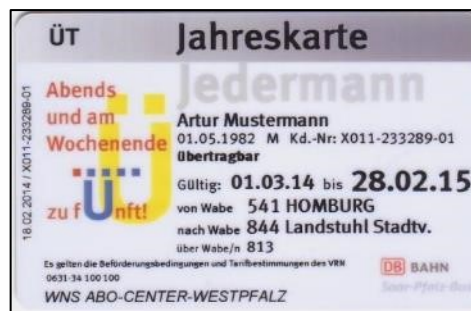 ÜT Jahreskarte
Jedermann
Abends
und am
Wochenende
zu fÜnft!
Ü
18.02.2014 / X011-233289-01
Artur Mustermann
01.05.1982 M Kd.-Nr: X011-233289-01
übertragbar
Gültig: 01.03.14 bis 28.02.15
von Wabe 541 HOMBURG
nach Wabe 844 Landstuhl Stadtv.
über Wabe/n 813
Es gelten die Beförderungsbedingungen und Tarifbestimmungen des VRN
0631-34 100 100
WNS ABO-CENTER-WESTPFALZ
DB BAHN